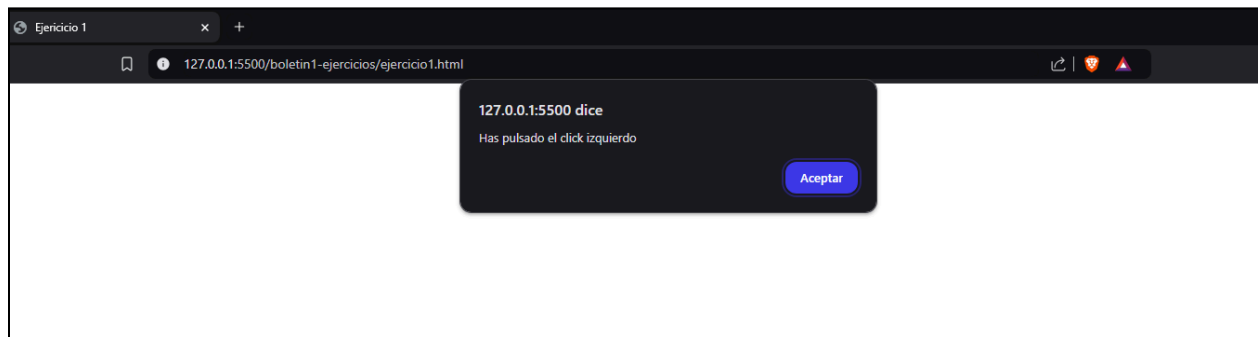 Ejericicio 1
127.0.0.1:5500/boletin1-ejercicios/ejercicio1.html
127.0.0.1:5500 dice
Has pulsado el click izquierdo
Aceptar